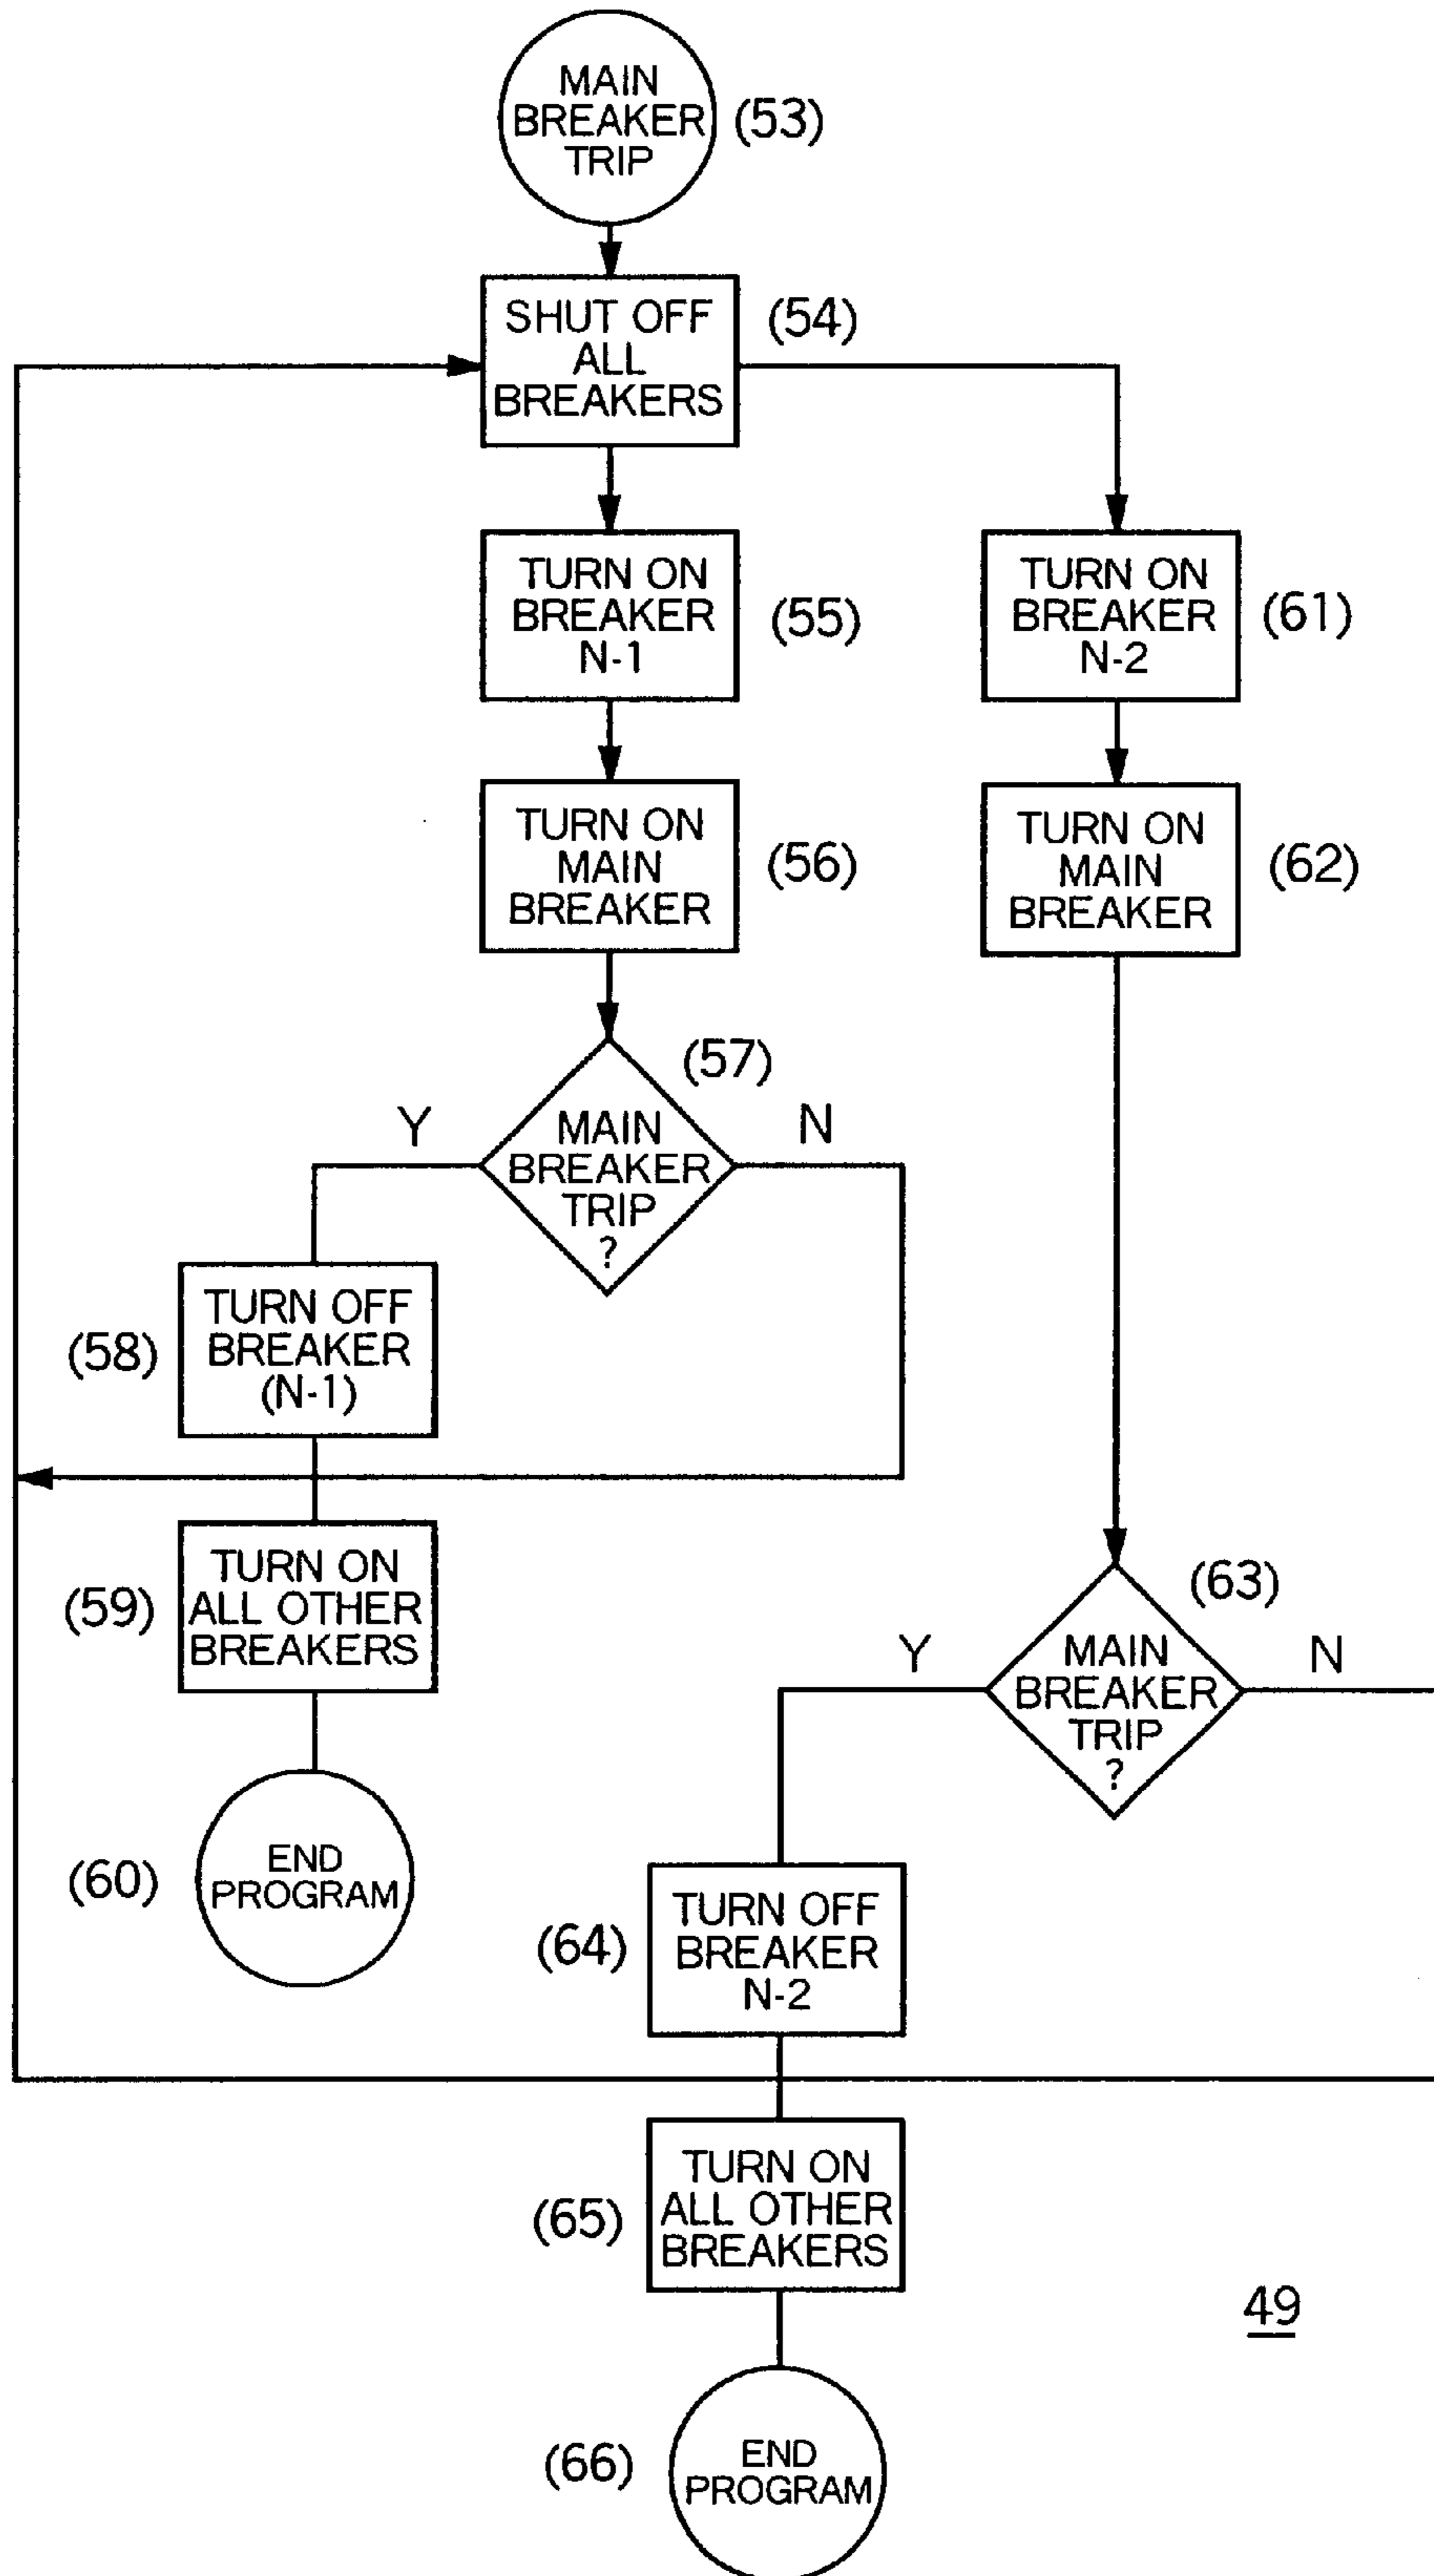 MAIN
BREAKER
TRIP
(53)
SHUT OFF
ALL
BREAKERS
(54)
TURN ON
BREAKER
N-1
(55)
TURN ON
BREAKER
N-2
(61)
TURN ON
MAIN
BREAKER
(56)
TURN ON
MAIN
BREAKER
(62)
(57)
Y
N
MAIN
BREAKER
TRIP
?
(58)
TURN OFF
BREAKER
(N-1)
(59)
TURN ON
ALL OTHER
BREAKERS
(60)
END
PROGRAM
(63)
Y
N
MAIN
BREAKER
TRIP
?
(64)
TURN OFF
BREAKER
N-2
(65)
TURN ON
ALL OTHER
BREAKERS
(66)
END
PROGRAM
49